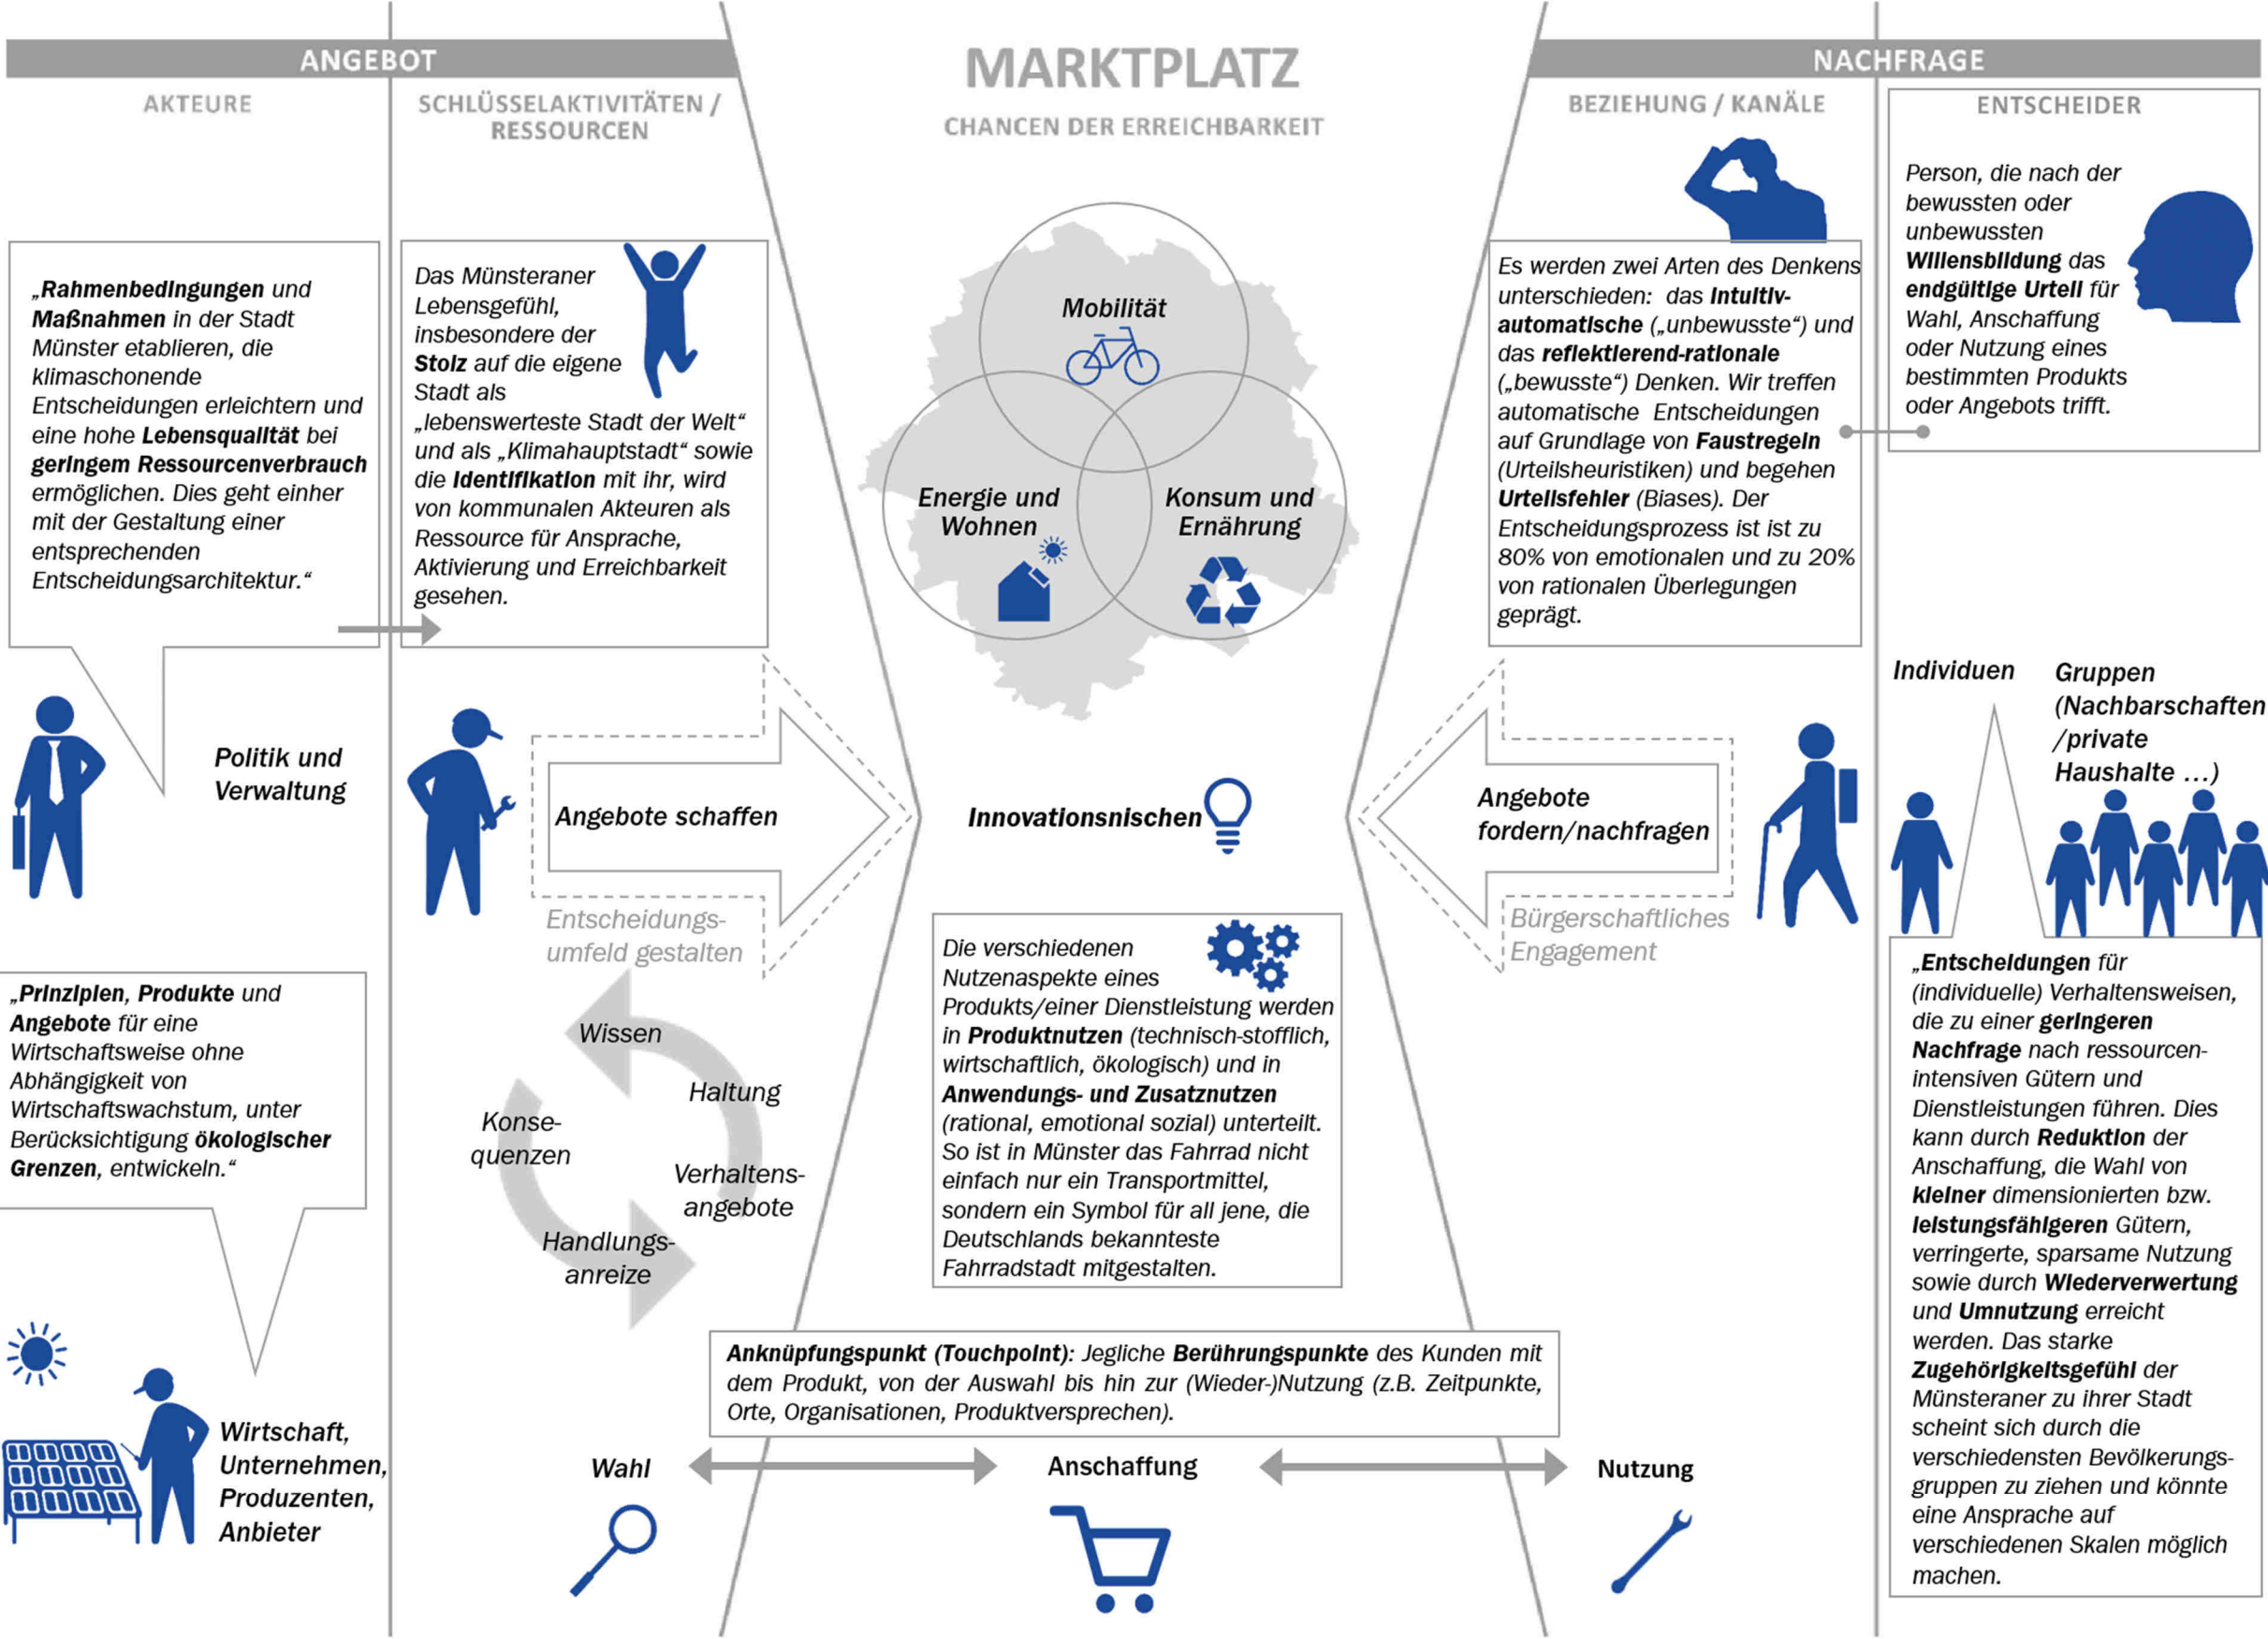 ANGEBOT
AKTEURE
SCHLÜSSELAKTIVITÄTEN /
RESSOURCEN
MARKTPLATZ
CHANCEN DER ERREICHBARKEIT
NACHFRAGE
BEZIEHUNG / KANÄLE
ENTSCHEIDER
„Rahmenbedingungen und
Maßnahmen in der Stadt
Münster etablieren, die
klimaschonende
Entscheidungen erleichtern und
eine hohe Lebensqualität bei
geringem Ressourcenverbrauch
ermöglichen. Dies geht einher
mit der Gestaltung einer
entsprechenden
Entscheidungsarchitektur.“
Politik und
Verwaltung
„Prinzipien, Produkte und
Angebote für eine
Wirtschaftsweise ohne
Abhängigkeit von
Wirtschaftswachstum, unter
Berücksichtigung ökologischer
Grenzen, entwickeln.“
Wirtschaft,
Unternehmen,
Produzenten,
Anbieter
Das Münsteraner
Lebensgefühl,
insbesondere der
Stolz auf die eigene
Stadt als
„lebenswerteste Stadt der Welt“
und als „Klimahauptstadt“ sowie
die Identifikation mit ihr, wird
von kommunalen Akteuren als
Ressource für Ansprache,
Aktivierung und Erreichbarkeit
gesehen.
Angebote schaffen
Entscheidungs-
umfeld gestalten
Wissen
Haltung
Verhaltens-
angebote
Handlungs-
anreize
Konse-
quenzen
Mobilität
Energie und
Wohnen
Konsum und
Ernährung
Innovationsnischen
Die verschiedenen
Nutzenaspekte eines
Produkts/einer Dienstleistung werden
in Produktnutzen (technisch-stofflich,
wirtschaftlich, ökologisch) und in
Anwendungs- und Zusatznutzen
(rational, emotional sozial) unterteilt.
So ist in Münster das Fahrrad nicht
einfach nur ein Transportmittel,
sondern ein Symbol für all jene, die
Deutschlands bekannteste
Fahrradstadt mitgestalten.
Anknüpfungspunkt (Touchpoint): Jegliche Berührungspunkte des Kunden mit
dem Produkt, von der Auswahl bis hin zur (Wieder-)Nutzung (z.B. Zeitpunkte,
Orte, Organisationen, Produktversprechen).
Wahl
Anschaffung
Nutzung
Es werden zwei Arten des Denkens
unterschieden: das intuitiv-
automatische („unbewusste“) und
das reflektierend-rationale
(„bewusste“) Denken. Wir treffen
automatische Entscheidungen
auf Grundlage von Faustregeln
(Urteilsheuristiken) und begehen
Urteilsfehler (Biases). Der
Entscheidungsprozess ist ist zu
80% von emotionalen und zu 20%
von rationalen Überlegungen
geprägt.
Angebote
fordern/nachfragen
Bürgerschaftliches
Engagement
Person, die nach der
bewussten oder
unbewussten
Willensbildung das
endgültige Urteil für
Wahl, Anschaffung
oder Nutzung eines
bestimmten Produkts
oder Angebots trifft.
Individuen
Gruppen
(Nachbarschaften
/private
Haushalte …)
„Entscheidungen für
(individuelle) Verhaltensweisen,
die zu einer geringeren
Nachfrage nach ressourcen-
intensiven Gütern und
Dienstleistungen führen. Dies
kann durch Reduktion der
Anschaffung, die Wahl von
kleiner dimensionierten bzw.
leistungsfähigeren Gütern,
verringerte, sparsame Nutzung
sowie durch Wiederverwertung
und Umnutzung erreicht
werden. Das starke
Zugehörigkeitsgefühl der
Münsteraner zu ihrer Stadt
scheint sich durch die
verschiedensten Bevölkerungs-
gruppen zu ziehen und könnte
eine Ansprache auf
verschiedenen Skalen möglich
machen.